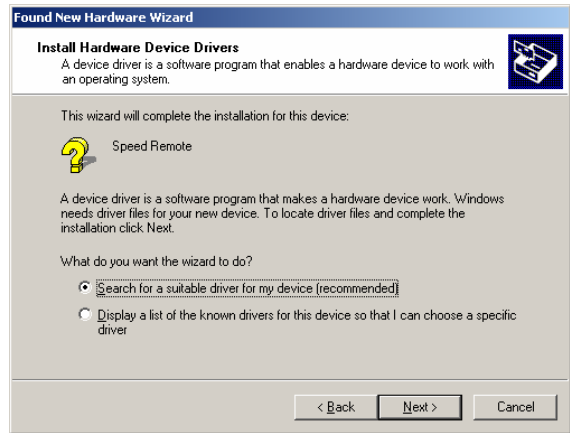 Found New Hardware Wizard
Install Hardware Device Drivers
A device driver is a software program that enables a hardware device to work with
an operating system.
This wizard will complete the installation for this device:
Speed Remote
A device driver is a software program that makes a hardware device work. Windows
needs driver files for your new device. To locate driver files and complete the
installation click Next.
What do you want the wizard to do?
Search for a suitable driver for my device (recommended)
Display a list of the known drivers for this device so that I can choose a specific
driver
< Back Next > Cancel